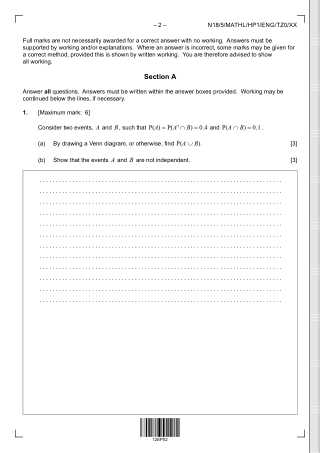 – 2 –
N18/5/MATHL/HP1/ENG/TZ0/XX
Full marks are not necessarily awarded for a correct answer with no working. Answers must be
supported by working and/or explanations. Where an answer is incorrect, some marks may be given for
a correct method, provided this is shown by written working. You are therefore advised to show
all working.
Section A
Answer all questions. Answers must be written within the answer boxes provided. Working may be
continued below the lines, if necessary.
1. [Maximum mark: 6]
Consider two events, A and B, such that P(A) = P(A′ ∩ B) = 0.4 and P(A ∩ B) = 0.1.
(a) By drawing a Venn diagram, or otherwise, find P(A ∪ B). [3]
(b) Show that the events A and B are not independent. [3]
12EP02